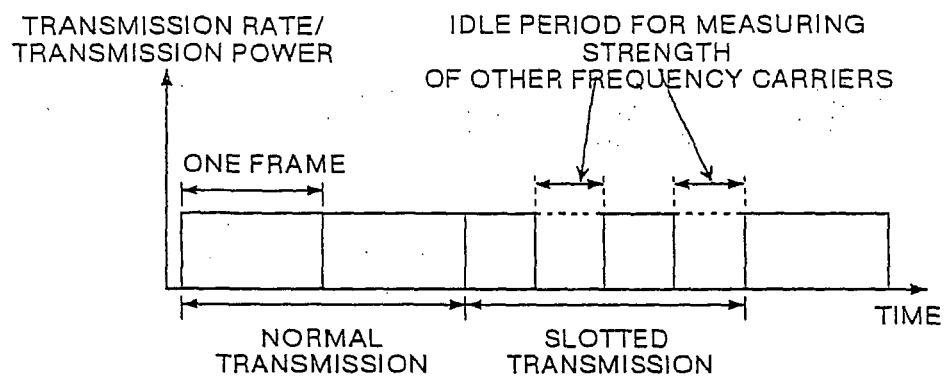 TRANSMISSION RATE/
TRANSMISSION POWER
IDLE PERIOD FOR MEASURING
STRENGTH
OF OTHER FREQUENCY CARRIERS
ONE FRAME
TIME
NORMAL
TRANSMISSION
SLOTTED
TRANSMISSION